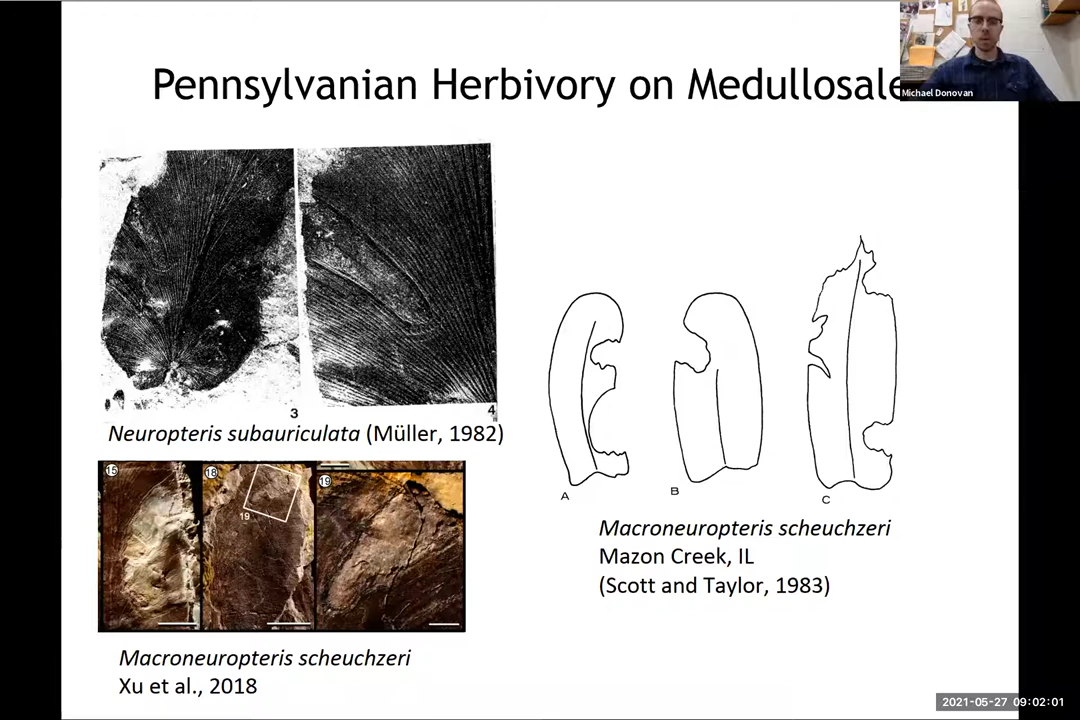 Pennsylvanian Herbivory on Medullosale
Michael Donovan
3
4
Neuropteris subauriculata (Müller, 1982)
15
18
19
19
Macroneuropteris scheuchzeri
Xu et al., 2018
A
B
C
Macroneuropteris scheuchzeri
Mazon Creek, IL
(Scott and Taylor, 1983)
2021-05-27 09:02:01